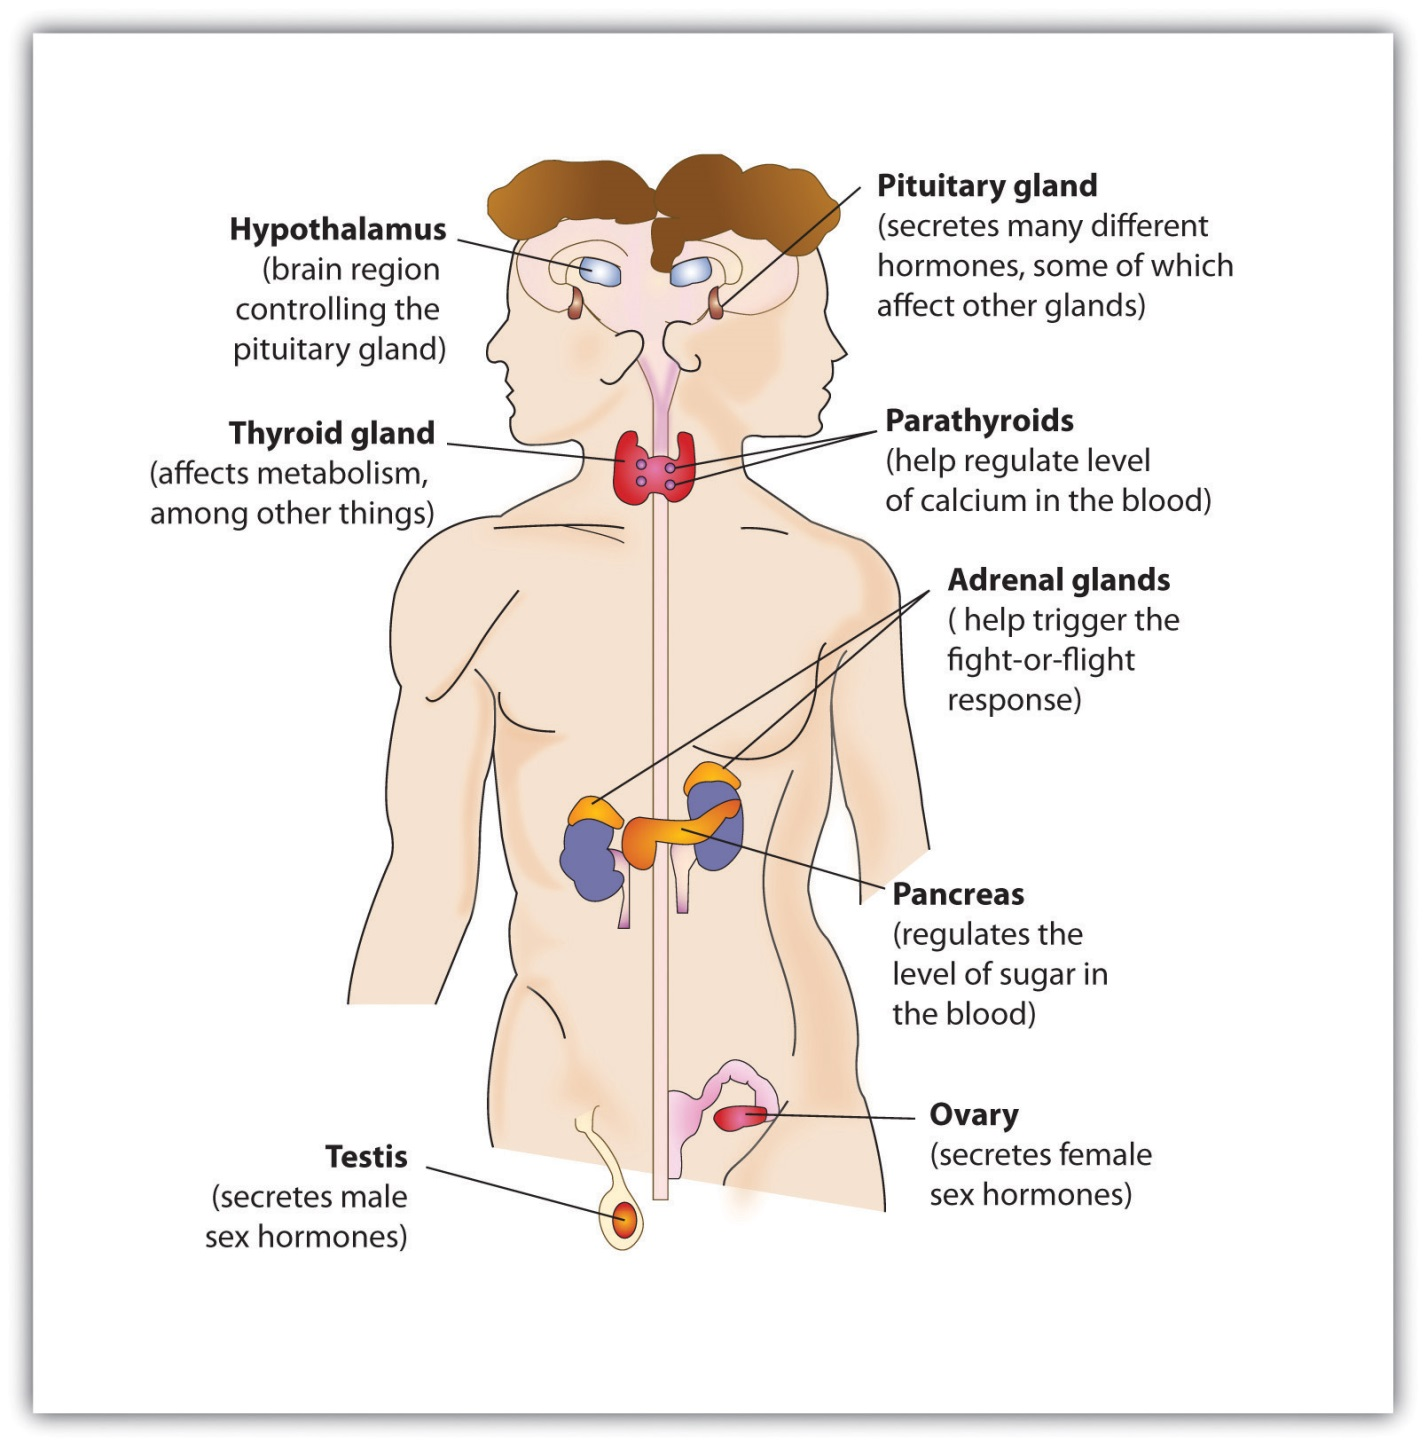 Pituitary gland
(secretes many different
hormones, some of which
affect other glands)
Hypothalamus
(brain region
controlling the
pituitary gland)
Parathyroids
(help regulate level
of calcium in the blood)
Thyroid gland
(affects metabolism,
among other things)
Adrenal glands
( help trigger the
fight-or-flight
response)
Pancreas
(regulates the
level of sugar in
the blood)
Ovary
(secretes female
sex hormones)
Testis
(secretes male
sex hormones)